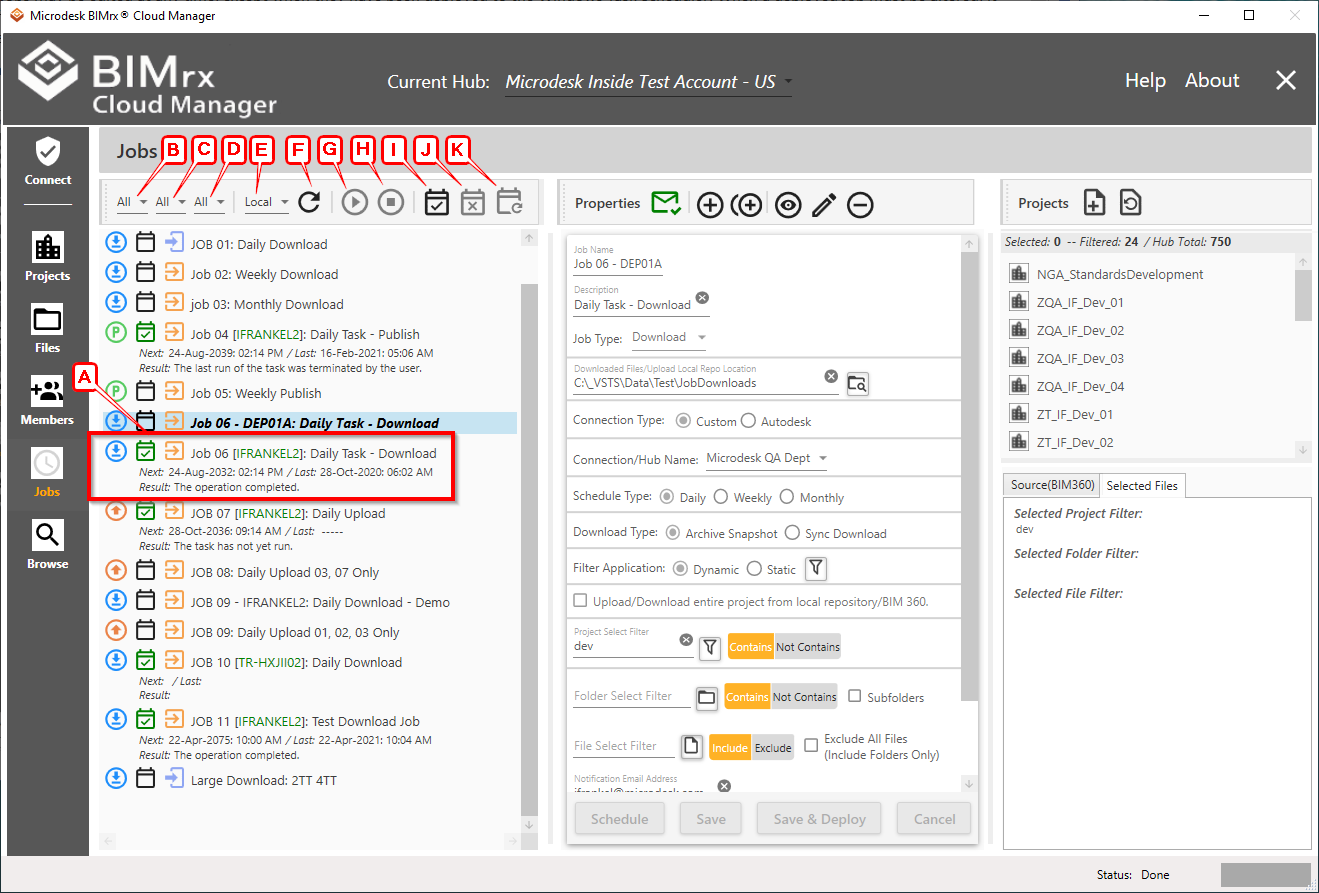 Microdesk BIMrx® Cloud Manager
BIMrx
Cloud Manager
Current Hub: Microdesk Inside Test Account - US
Help About
Connect
Projects
Files
Members
Jobs
Browse
Jobs
B C D E F G H I J K
All All All Local
A
JOB 01: Daily Download
Job 02: Weekly Download
job 03: Monthly Download
P Job 04 [IFRANKEL2]: Daily Task - Publish
Next: 24-Aug-2039: 02:14 PM / Last: 16-Feb-2021: 05:06 AM
Result: The last run of the task was terminated by the user.
P Job 05: Weekly Publish
Job 06 - DEP01A: Daily Task - Download
Job 06 [IFRANKEL2]: Daily Task - Download
Next: 24-Aug-2032: 02:14 PM / Last: 28-Oct-2020: 06:02 AM
Result: The operation completed.
JOB 07 [IFRANKEL2]: Daily Upload
Next: 28-Oct-2036: 09:14 AM / Last: -----
Result: The task has not yet run.
JOB 08: Daily Upload 03, 07 Only
JOB 09 - IFRANKEL2: Daily Download - Demo
JOB 09: Daily Upload 01, 02, 03 Only
JOB 10 [TR-HXJII02]: Daily Download
Next: / Last:
Result:
JOB 11 [IFRANKEL2]: Test Download Job
Next: 22-Apr-2075: 10:00 AM / Last: 22-Apr-2021: 10:04 AM
Result: The operation completed.
Large Download: 2TT 4TT
Properties
Job Name
Job 06 - DEP01A
Description
Daily Task - Download
Job Type: Download
Downloaded Files/Upload Local Repo Location
C:\_VSTS\Data\Test\JobDownloads
Connection Type: Custom Autodesk
Connection/Hub Name: Microdesk QA Dept
Schedule Type: Daily Weekly Monthly
Download Type: Archive Snapshot Sync Download
Filter Application: Dynamic Static
Upload/Download entire project from local repository/BIM 360.
Project Select Filter
dev
Contains Not Contains
Folder Select Filter Contains Not Contains Subfolders
File Select Filter Include Exclude Exclude All Files
(Include Folders Only)
Notification Email Address
ifrankel@microdesk.com
Schedule Save Save & Deploy Cancel
Projects
Selected: 0 -- Filtered: 24 / Hub Total: 750
NGA_StandardsDevelopment
ZQA_IF_Dev_01
ZQA_IF_Dev_02
ZQA_IF_Dev_03
ZQA_IF_Dev_04
ZT_IF_Dev_01
ZT_IF_Dev_02
Source(BIM360) Selected Files
Selected Project Filter:
dev
Selected Folder Filter:
Selected File Filter:
Status: Done